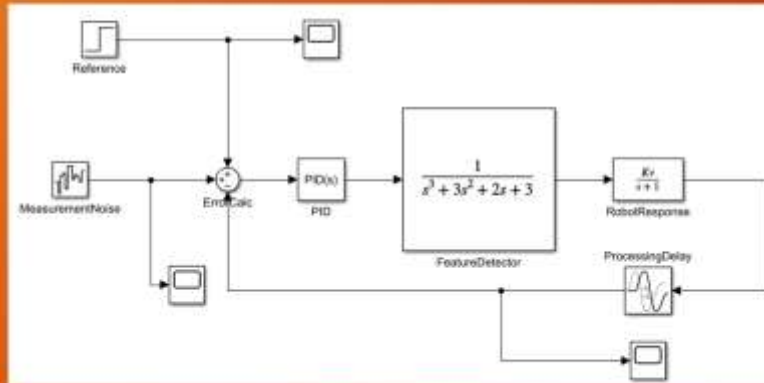 Reference
MeasurementNoise
ErrorCalc
PID(s)
PID
1
s³ + 3s² + 2s + 3
FeatureDetector
Kr
s + 1
RobotResponse
ProcessingDelay